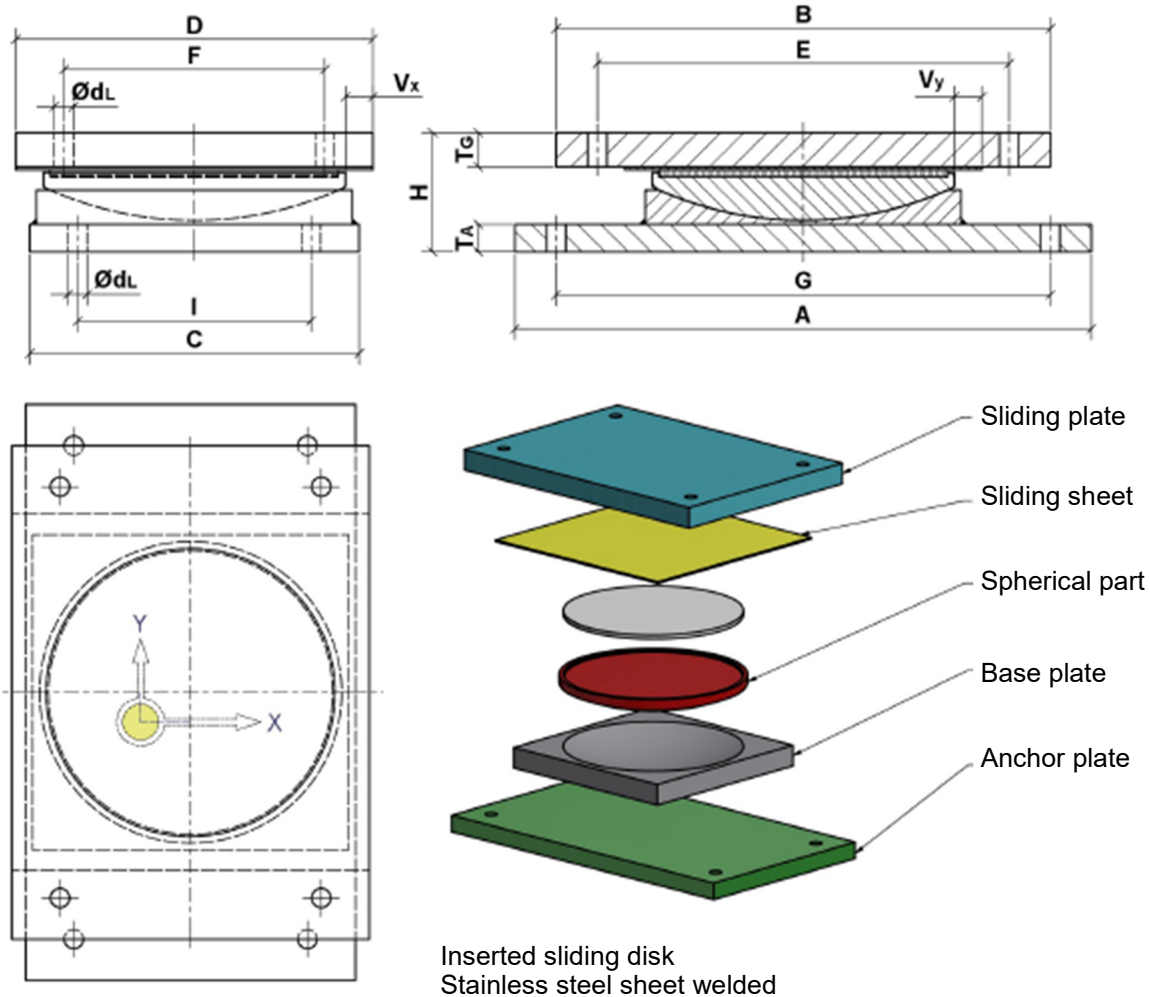 D
F
ØdL
Vx
H
ØdL
I
C
B
E
Vy
TG
TA
G
A
Y
X
Sliding plate
Sliding sheet
Spherical part
Base plate
Anchor plate
Inserted sliding disk
Stainless steel sheet welded